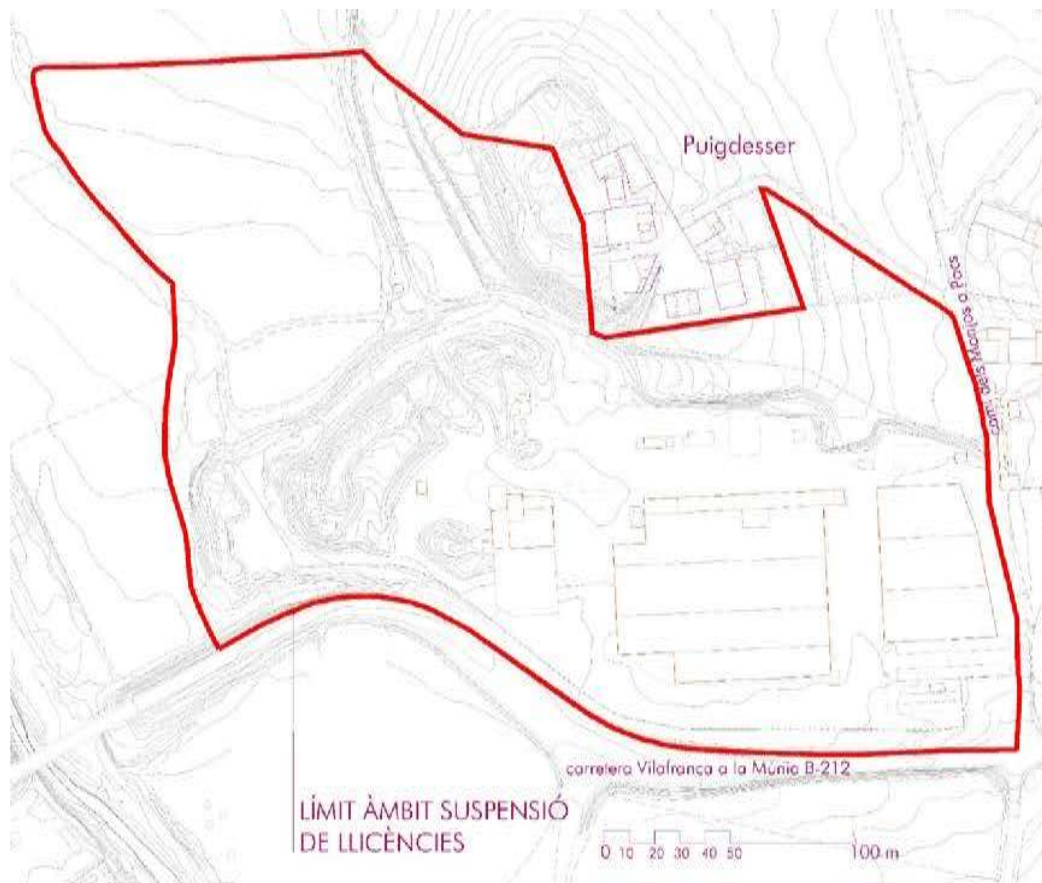 Puigdesser
camí dels Monjos a Pacs
carretera Vilafranca a la Múnia B-212
LÍMIT ÀMBIT SUSPENSIÓ
DE LLICÈNCIES
0 10 20 30 40 50 100 m